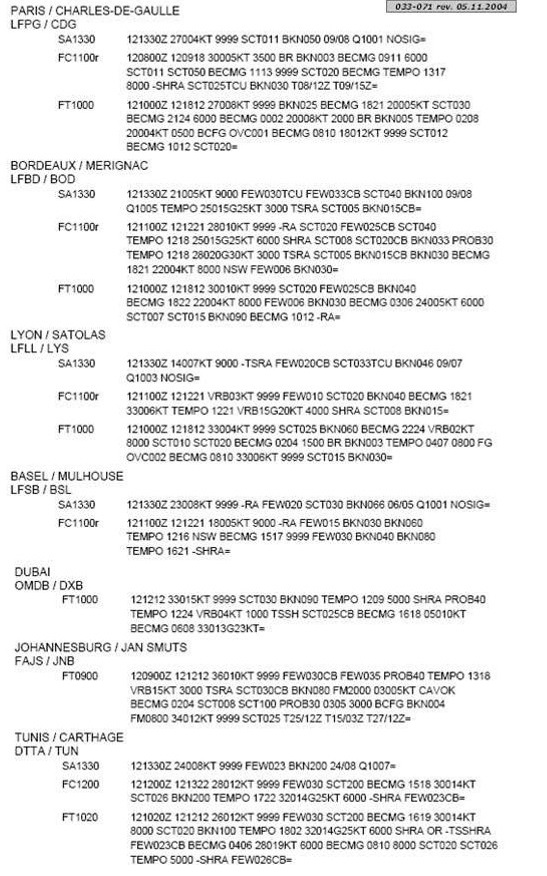 033-071 rev. 05.11.2004
PARIS / CHARLES-DE-GAULLE
LFPG / CDG
SA1330 121330Z 27004KT 9999 SCT011 BKN050 09/08 Q1001 NOSIG=
FC1100r 120800Z 120918 30005KT 3500 BR BKN003 BECMG 0911 6000
SCT011 SCT050 BECMG 1113 9999 SCT020 BECMG TEMPO 1317
8000 -SHRA SCT025TCU BKN030 T08/12Z T09/15Z=
FT1000 121000Z 121812 27008KT 9999 BKN025 BECMG 1821 20005KT SCT030
BECMG 2124 6000 BECMG 0002 20008KT 2000 BR BKN005 TEMPO 0208
20004KT 0500 BCFG OVC001 BECMG 0810 18012KT 9999 SCT012
BECMG 1012 SCT020=
BORDEAUX / MERIGNAC
LFBD / BOD
SA1330 121330Z 21005KT 9000 FEW030TCU FEW033CB SCT040 BKN100 09/08
Q1005 TEMPO 25015G25KT 3000 TSRA SCT005 BKN015CB=
FC1100r 121100Z 121221 28010KT 9999 -RA SCT020 FEW025CB SCT040
TEMPO 1218 25015G25KT 6000 SHRA SCT008 SCT020CB BKN033 PROB30
TEMPO 1218 28020G30KT 3000 TSRA SCT005 BKN015CB BKN030 BECMG
1821 22004KT 8000 NSW FEW006 BKN030=
FT1000 121000Z 121812 30010KT 9999 SCT020 FEW025CB BKN040
BECMG 1822 22004KT 8000 FEW006 BKN030 BECMG 0306 24005KT 6000
SCT007 SCT015 BKN090 BECMG 1012 -RA=
LYON / SATOLAS
LFLL / LYS
SA1330 121330Z 14007KT 9000 -TSRA FEW020CB SCT033TCU BKN046 09/07
Q1003 NOSIG=
FC1100r 121100Z 121221 VRB03KT 9999 FEW010 SCT020 BKN040 BECMG 1821
33006KT TEMPO 1221 VRB15G20KT 4000 SHRA SCT008 BKN015=
FT1000 121000Z 121812 33004KT 9999 SCT025 BKN060 BECMG 2224 VRB02KT
8000 SCT010 SCT020 BECMG 0204 1500 BR BKN003 TEMPO 0407 0800 FG
OVC002 BECMG 0810 33006KT 9999 SCT015 BKN030=
BASEL / MULHOUSE
LFSB / BSL
SA1330 121330Z 23008KT 9999 -RA FEW020 SCT030 BKN066 06/05 Q1001 NOSIG=
FC1100r 121100Z 121221 18005KT 9000 -RA FEW015 BKN030 BKN060
TEMPO 1216 NSW BECMG 1517 9999 FEW030 BKN040 BKN080
TEMPO 1621 -SHRA=
DUBAI
OMDB / DXB
FT1000 121212 33015KT 9999 SCT030 BKN090 TEMPO 1209 5000 SHRA PROB40
TEMPO 1224 VRB04KT 1000 TSSH SCT025CB BECMG 1618 05010KT
BECMG 0608 33013G23KT=
JOHANNESBURG / JAN SMUTS
FAJS / JNB
FT0900 120900Z 121212 36010KT 9999 FEW030CB FEW035 PROB40 TEMPO 1318
VRB15KT 3000 TSRA SCT030CB BKN080 FM2000 03005KT CAVOK
BECMG 0204 SCT008 SCT100 PROB30 0305 3000 BCFG BKN004
FM0800 34012KT 9999 SCT025 T25/12Z T15/03Z T27/12Z=
TUNIS / CARTHAGE
DTTA / TUN
SA1330 121330Z 24008KT 9999 FEW023 BKN200 24/08 Q1007=
FC1200 121200Z 121322 28012KT 9999 FEW030 SCT200 BECMG 1518 30014KT
SCT026 BKN200 TEMPO 1722 32014G25KT 6000 -SHRA FEW023CB=
FT1020 121020Z 121212 26012KT 9999 FEW030 SCT200 BECMG 1619 30014KT
8000 SCT020 BKN100 TEMPO 1802 32014G25KT 6000 SHRA OR -TSSHRA
FEW023CB BECMG 0406 28019KT 6000 BECMG 0810 8000 SCT020 SCT026
TEMPO 5000 -SHRA FEW026CB=